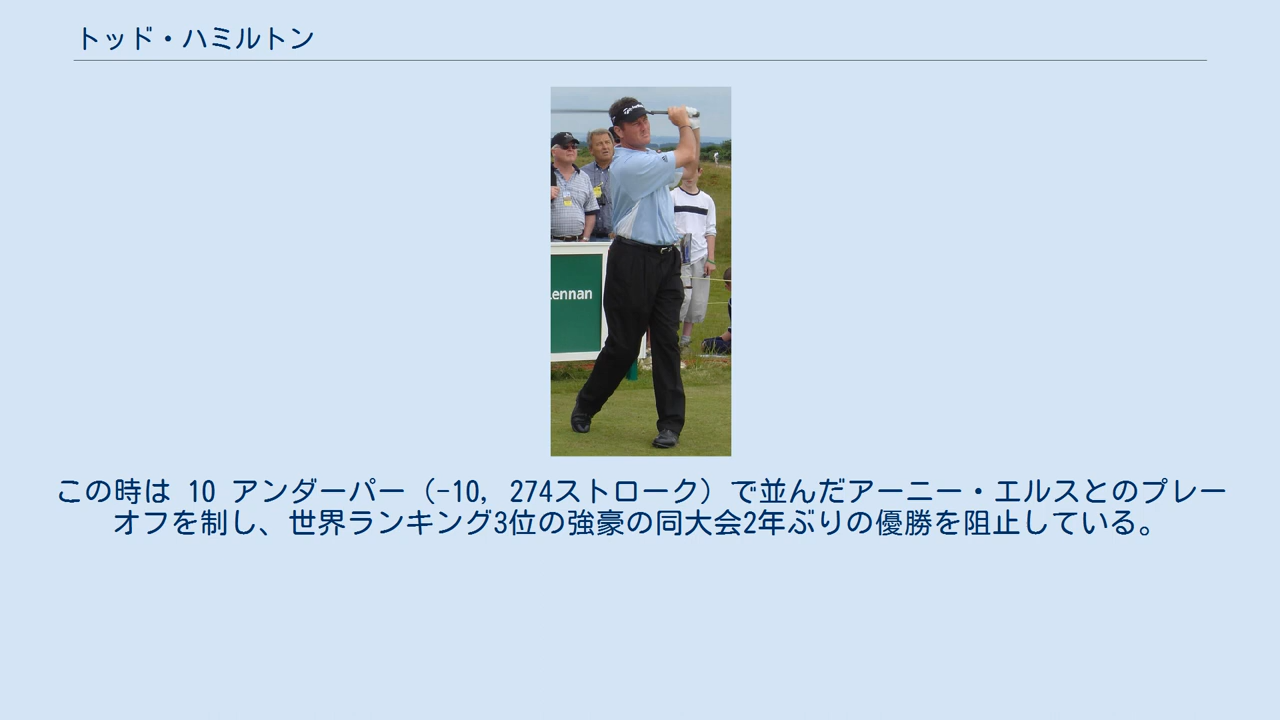 トッド・ハミルトン
Lennan
この時は 10 アンダーパー（-10, 274ストローク）で並んだアーニー・エルスとのプレー
オフを制し、世界ランキング3位の強豪の同大会2年ぶりの優勝を阻止している。